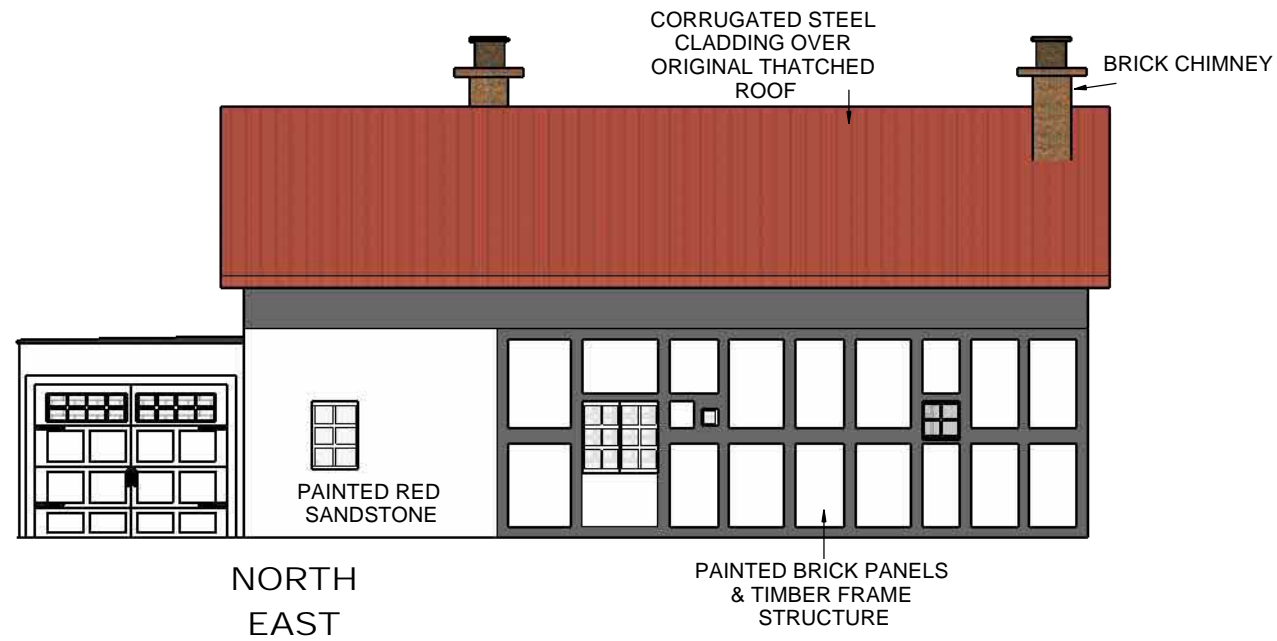 CORRUGATED STEEL
CLADDING OVER
ORIGINAL THATCHED
ROOF
BRICK CHIMNEY
PAINTED RED
SANDSTONE
PAINTED BRICK PANELS
& TIMBER FRAME
STRUCTURE
NORTH
EAST